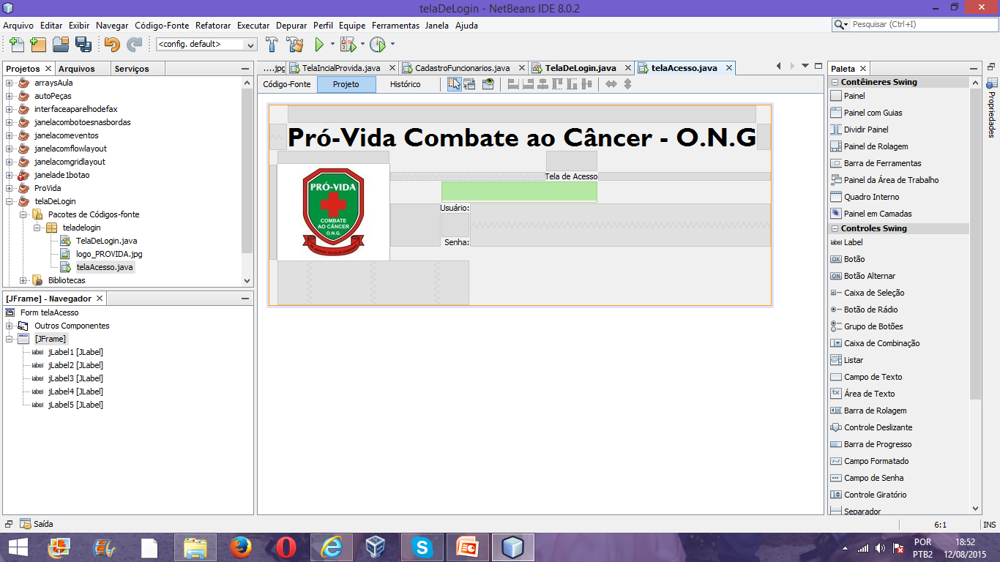 telaDeLogin - NetBeans IDE 8.0.2
Arquivo Editar Exibir Navegar Código-Fonte Refatorar Executar Depurar Perfil Equipe Ferramentas Janela Ajuda
Pesquisar (Ctrl+I)
<config. default>
Projetos Arquivos Serviços
arraysAula
autoPeças
interfaceaparelhodefax
janelacombotoesnasbordas
janelacomeventos
janelacomflowlayout
janelacomgridlayout
janelade1botao
ProVida
telaDeLogin
Pacotes de Códigos-fonte
teladelogin
TelaDeLogin.java
logo_PROVIDA.jpg
telaAcesso.java
Bibliotecas
[JFrame] - Navegador
Form telaAcesso
Outros Componentes
[JFrame]
label jLabel1 [JLabel]
label jLabel2 [JLabel]
label jLabel3 [JLabel]
label jLabel4 [JLabel]
label jLabel5 [JLabel]
....jpg TelaIncialProvida.java CadastroFuncionarios.java TelaDeLogin.java telaAcesso.java
Código-Fonte Projeto Histórico
Pró-Vida Combate ao Câncer - O.N.G
PRÓ-VIDA
COMBATE
AO CÂNCER
O.N.G.
Tela de Acesso
Usuário:
Senha:
Paleta
Contêineres Swing
Painel
Painel com Guias
Dividir Painel
Painel de Rolagem
Barra de Ferramentas
Painel da Área de Trabalho
Quadro Interno
Painel em Camadas
Controles Swing
label Label
OK Botão
ON Botão Alternar
Caixa de Seleção
Botão de Rádio
Grupo de Botões
Caixa de Combinação
Listar
Campo de Texto
Área de Texto
Barra de Rolagem
Controle Deslizante
Barra de Progresso
Campo Formatado
Campo de Senha
Controle Giratório
Separador
Propriedades
Saída
6:1 INS
POR 18:52
PTB2 12/08/2015